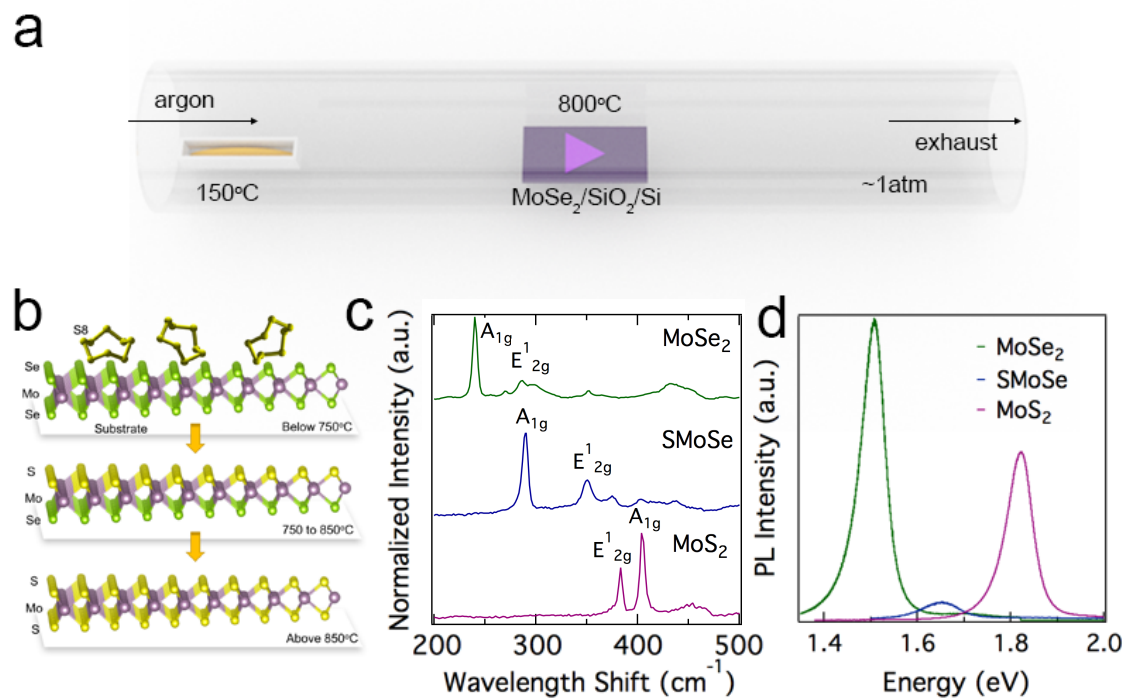 a
argon
800°C
exhaust
150°C
MoSe₂/SiO₂/Si
~1atm
b
S8
Se
Mo
Se
Substrate
Below 750°C
S
Mo
Se
750 to 850°C
S
Mo
S
Above 850°C
c
Normalized Intensity (a.u.)
A₁g
E¹₂g
MoSe₂
A₁g
SMoSe
E¹₂g
A₁g
E¹₂g
MoS₂
200 300 400 500
Wavelength Shift (cm⁻¹)
d
PL Intensity (a.u.)
MoSe₂
SMoSe
MoS₂
1.4 1.6 1.8 2.0
Energy (eV)